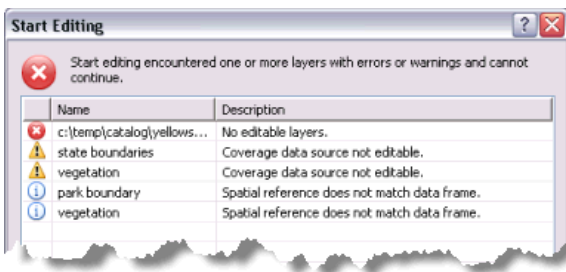 Start Editing
Start editing encountered one or more layers with errors or warnings and cannot
continue.
Name Description
c:\temp\catalog\yellows... No editable layers.
state boundaries Coverage data source not editable.
vegetation Coverage data source not editable.
park boundary Spatial reference does not match data frame.
vegetation Spatial reference does not match data frame.